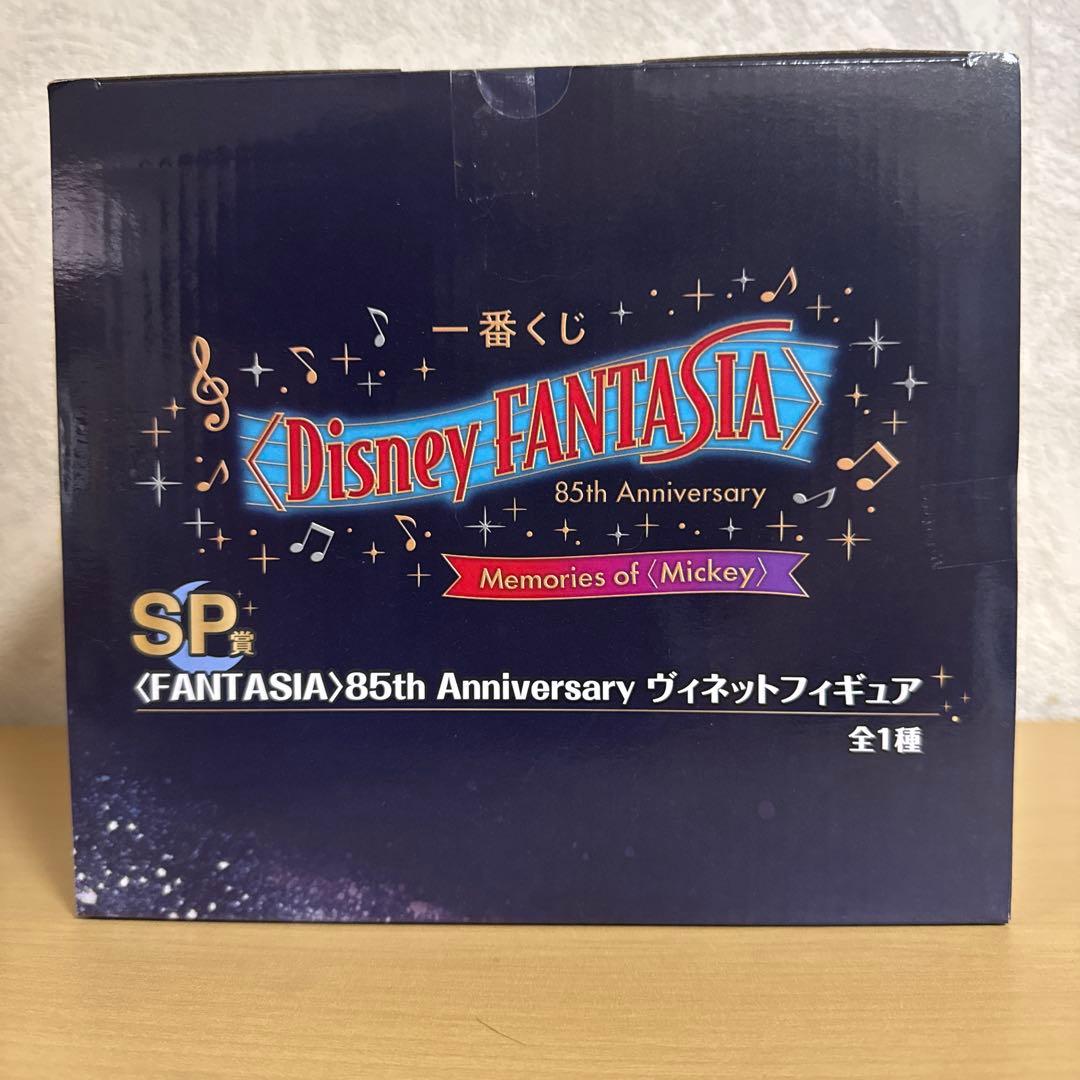 一番くじ
〈Disney FANTASIA〉
85th Anniversary
Memories of〈Mickey〉
SP賞
〈FANTASIA〉85th Anniversary ヴィネットフィギュア
全1種